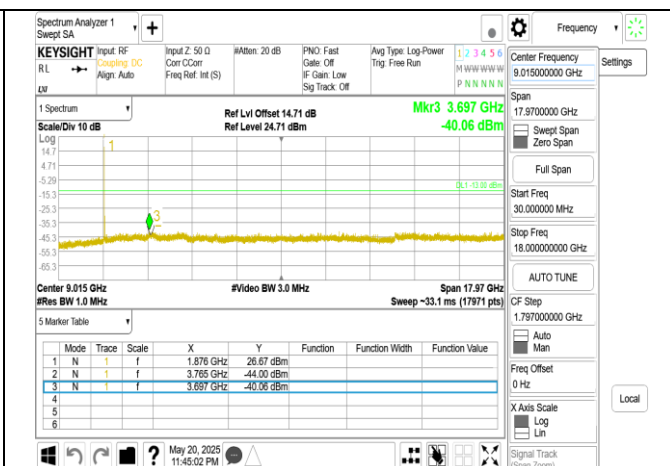 Spectrum Analyzer 1
Swept SA
+
Frequency
KEYSIGHT
RL
LXI
Input: RF
Coupling: DC
Align: Auto
Input Z: 50 Ω
Corr CCorr
Freq Ref: Int (S)
#Atten: 20 dB
PNO: Fast
Gate: Off
IF Gain: Low
Sig Track: Off
Avg Type: Log-Power
Trig: Free Run
1 2 3 4 5 6
M W W W W W
P N N N N N
Center Frequency
9.015000000 GHz
Settings
Span
17.9700000 GHz
Swept Span
Zero Span
Full Span
Start Freq
30.000000 MHz
Stop Freq
18.000000000 GHz
AUTO TUNE
CF Step
1.797000000 GHz
Auto
Man
Freq Offset
0 Hz
X Axis Scale
Log
Lin
Local
Signal Track
(Span Zoom)
1 Spectrum
Scale/Div 10 dB
Ref Lvl Offset 14.71 dB
Ref Level 24.71 dBm
Mkr3 3.697 GHz
-40.06 dBm
Log
14.7
4.71
-5.29
-15.3
-25.3
-35.3
-45.3
-55.3
-65.3
1
3
DL1 -13.00 dBm
Center 9.015 GHz
#Res BW 1.0 MHz
#Video BW 3.0 MHz
Span 17.97 GHz
Sweep ~33.1 ms (17971 pts)
5 Marker Table
Mode Trace Scale X Y Function Function Width Function Value
1 N 1 f 1.876 GHz 26.67 dBm
2 N 1 f 3.765 GHz -44.00 dBm
3 N 1 f 3.697 GHz -40.06 dBm
4
5
6
?
May 20, 2025
11:45:02 PM